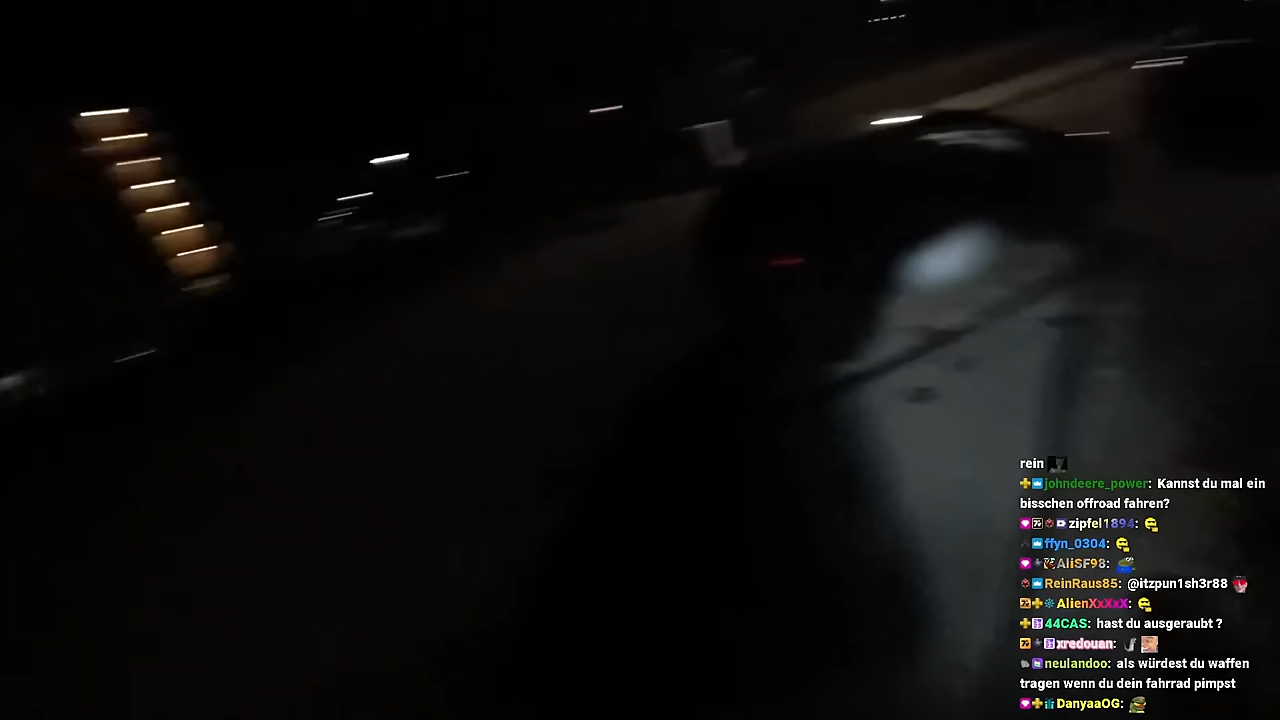 rein
johndeere_power: Kannst du mal ein
bisschen offroad fahren?
zipfel1894:
ffyn_0304:
AliSF98:
ReinRaus85: @itzpun1sh3r88
AlienXxXxX:
44CAS: hast du ausgeraubt ?
xredouan:
neulandoo: als würdest du waffen
tragen wenn du dein fahrrad pimpst
DanyaaOG: